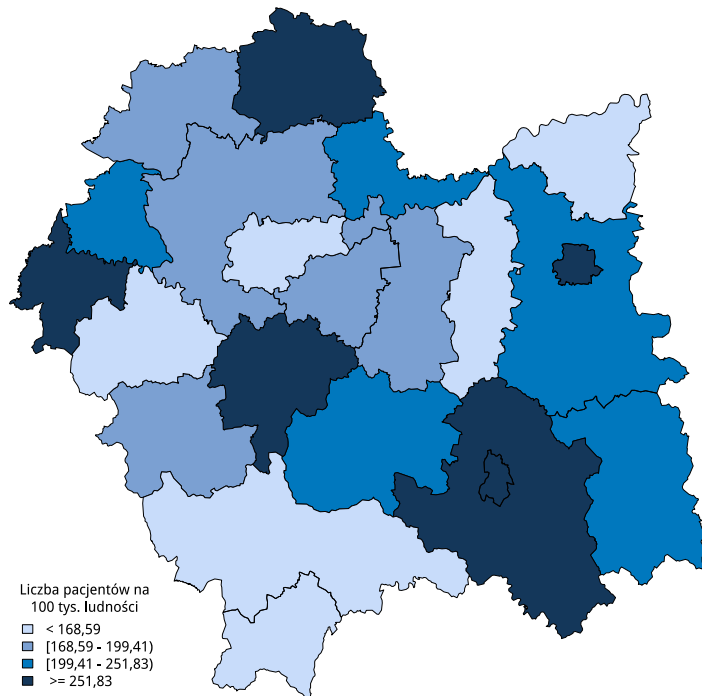 Liczba pacjentów na
100 tys. ludności
< 168,59
[168,59 - 199,41)
[199,41 - 251,83)
>= 251,83